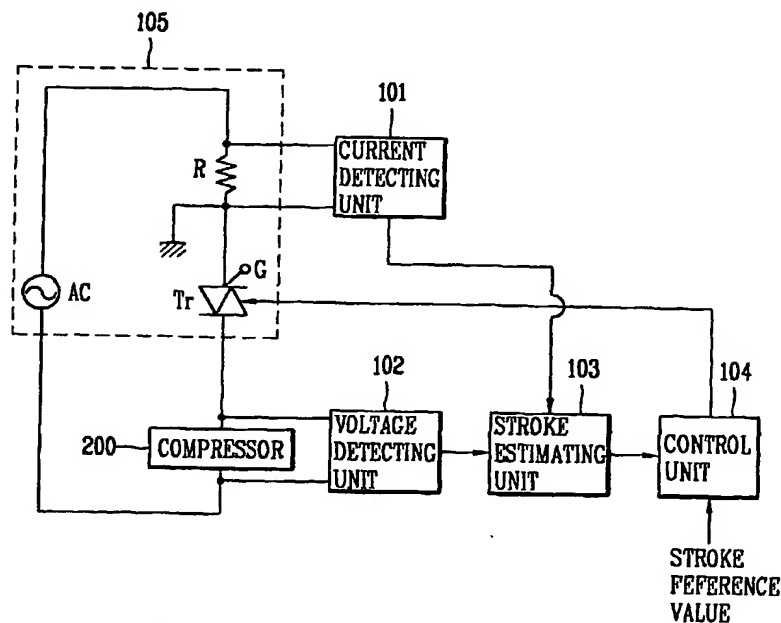 105
101
CURRENT
DETECTING
UNIT
R
G
AC
Tr
102
103
104
200
COMPRESSOR
VOLTAGE
DETECTING
UNIT
STROKE
ESTIMATING
UNIT
CONTROL
UNIT
STROKE
FEFERENCE
VALUE